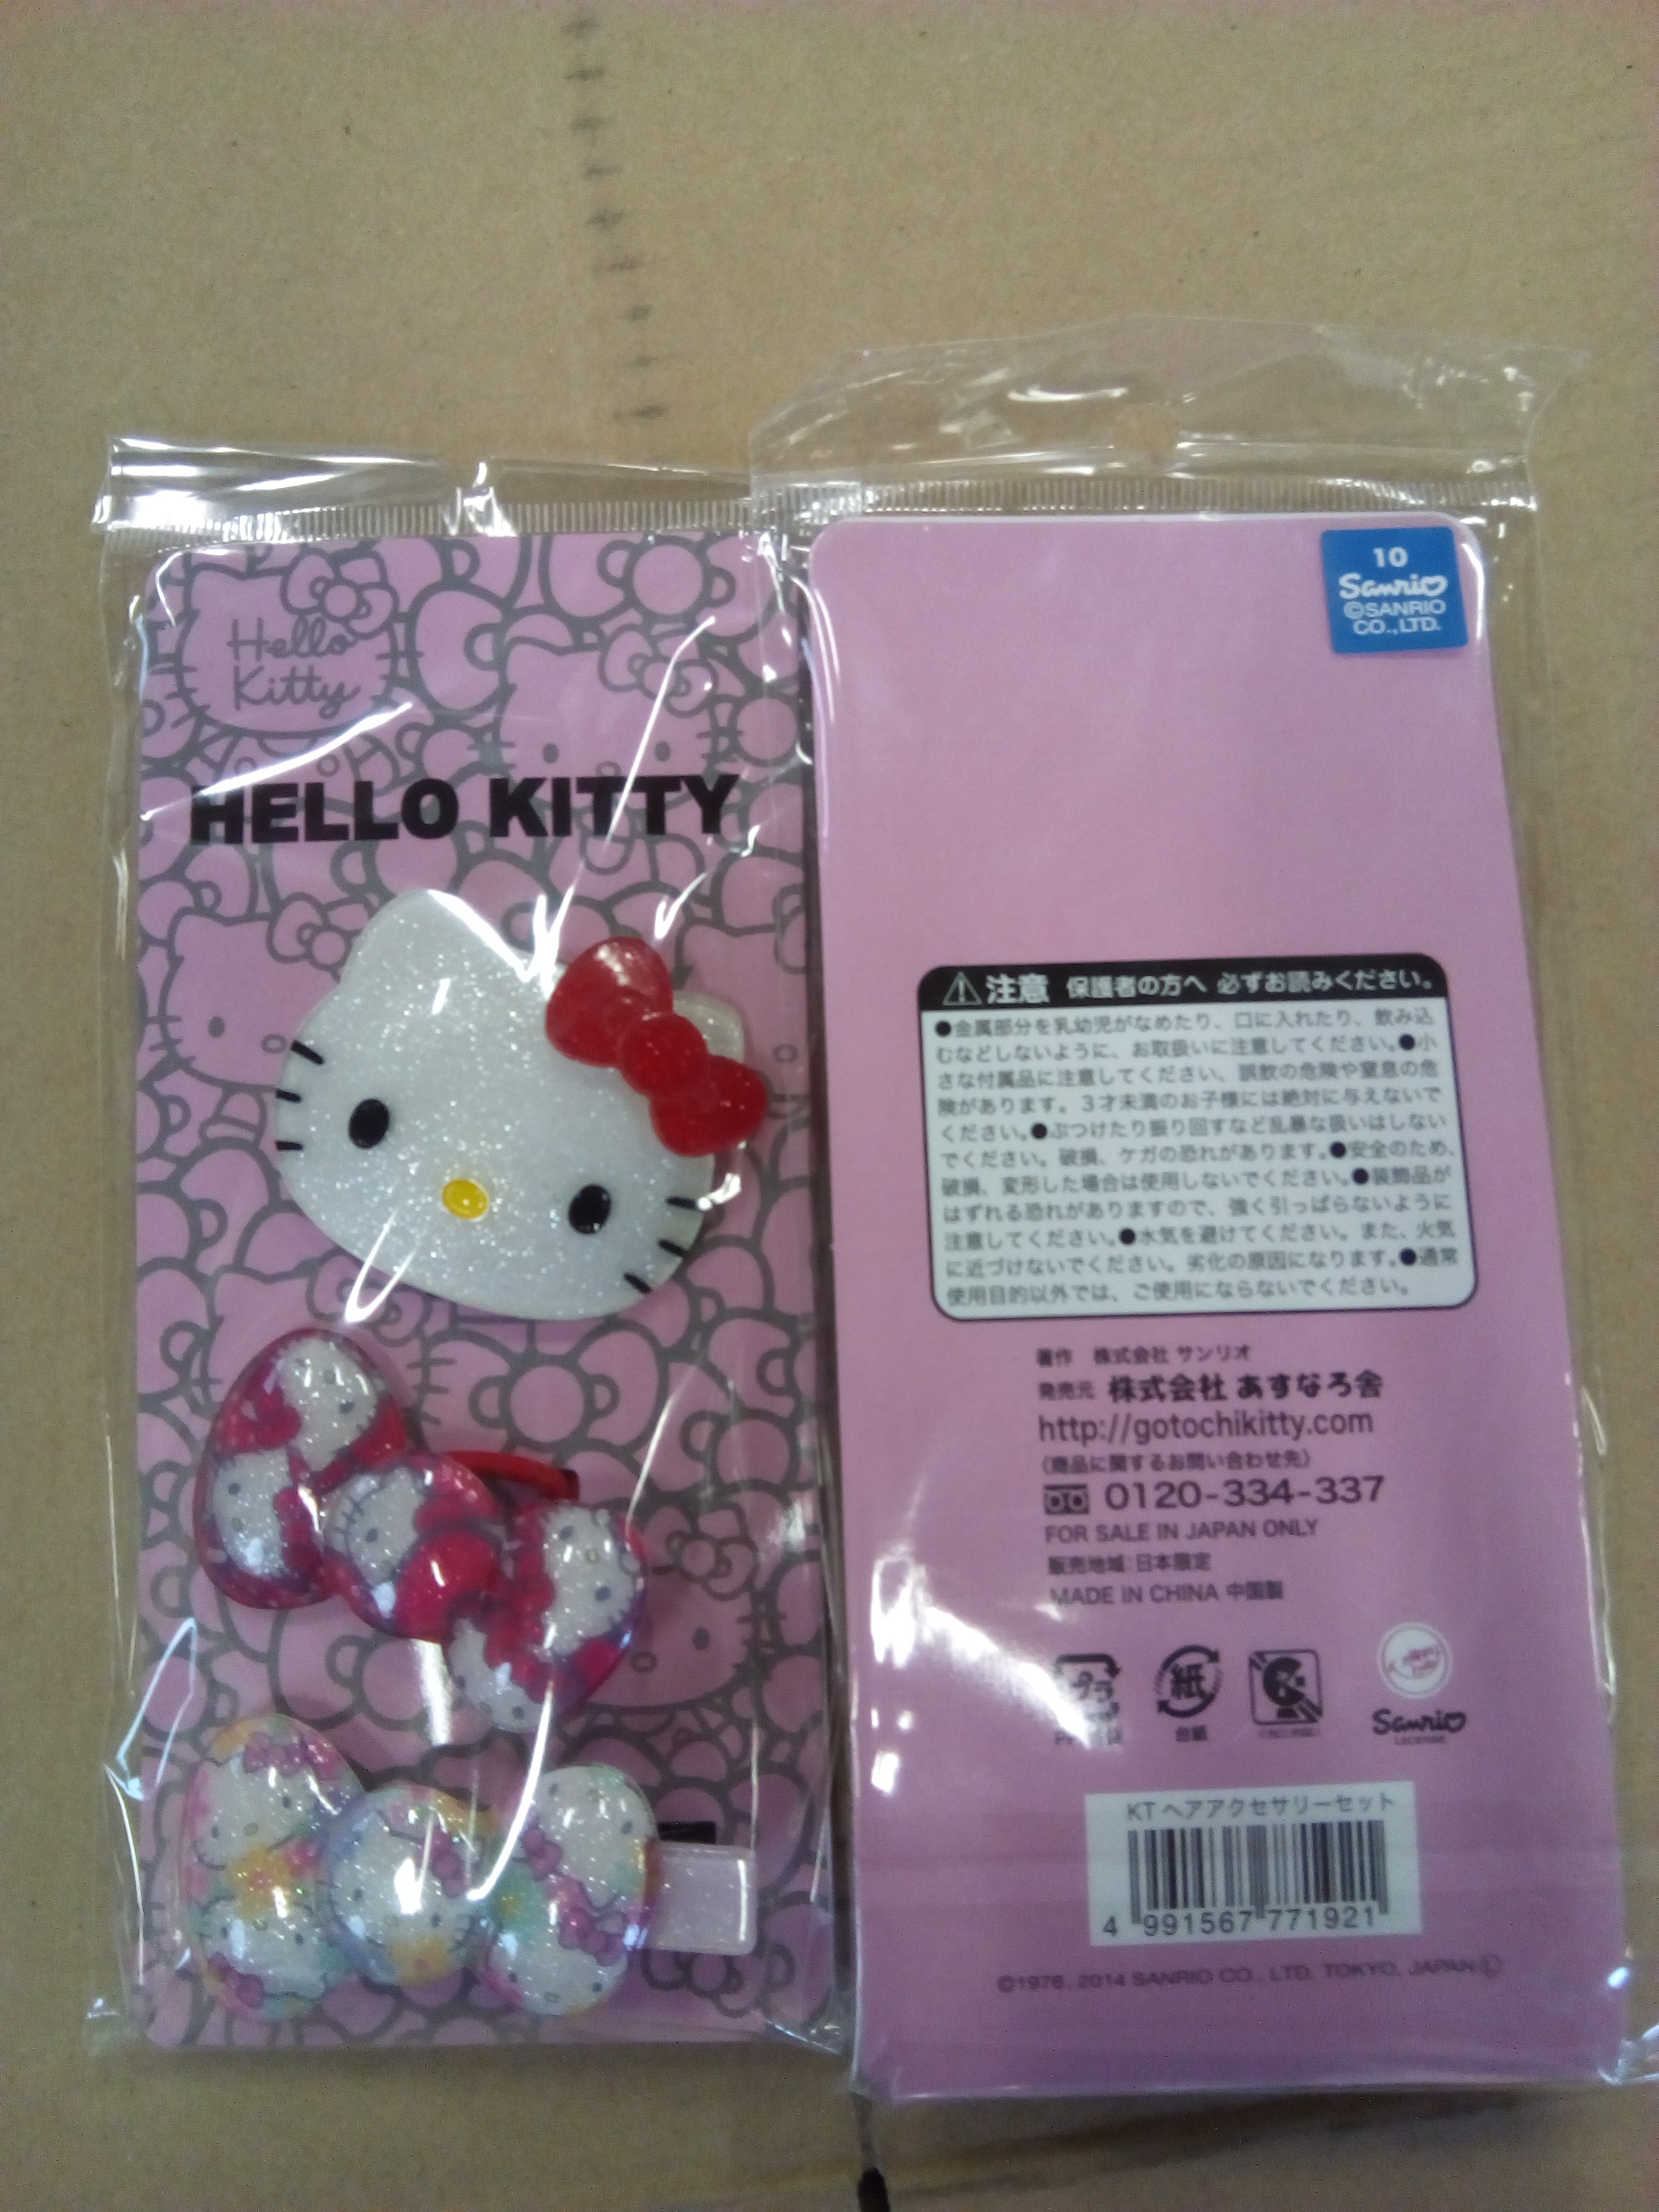 Hello
Kitty
HELLO KITTY
10
Sanrio
©SANRIO
CO.,LTD.
注意 保護者の方へ 必ずお読みください。
●金属部分を乳幼児がなめたり、口に入れたり、飲み込
むなどしないように、お取扱いに注意してください。●小
さな付属品に注意してください、誤飲の危険や窒息の危
険があります。3才未満のお子様には絶対に与えないで
ください。●ぶつけたり振り回すなど乱暴な扱いはしない
でください。破損、ケガの恐れがあります。●安全のため、
破損、変形した場合は使用しないでください。●装飾品が
はずれる恐れがありますので、強く引っぱらないように
注意してください。●水気を避けてください。また、火気
に近づけないでください。劣化の原因になります。●通常
使用目的以外では、ご使用にならないでください。
著作 株式会社 サンリオ
発売元 株式会社 あすなろ舎
http://gotochikitty.com
(商品に関するお問い合わせ先)
0120-334-337
FOR SALE IN JAPAN ONLY
販売地域:日本限定
MADE IN CHINA 中国製
プラ
紙
台紙
Sanrio
LICENSE
KT ヘアアクセサリーセット
4 991567 771921
©1976, 2014 SANRIO CO., LTD. TOKYO, JAPAN Ⓛ